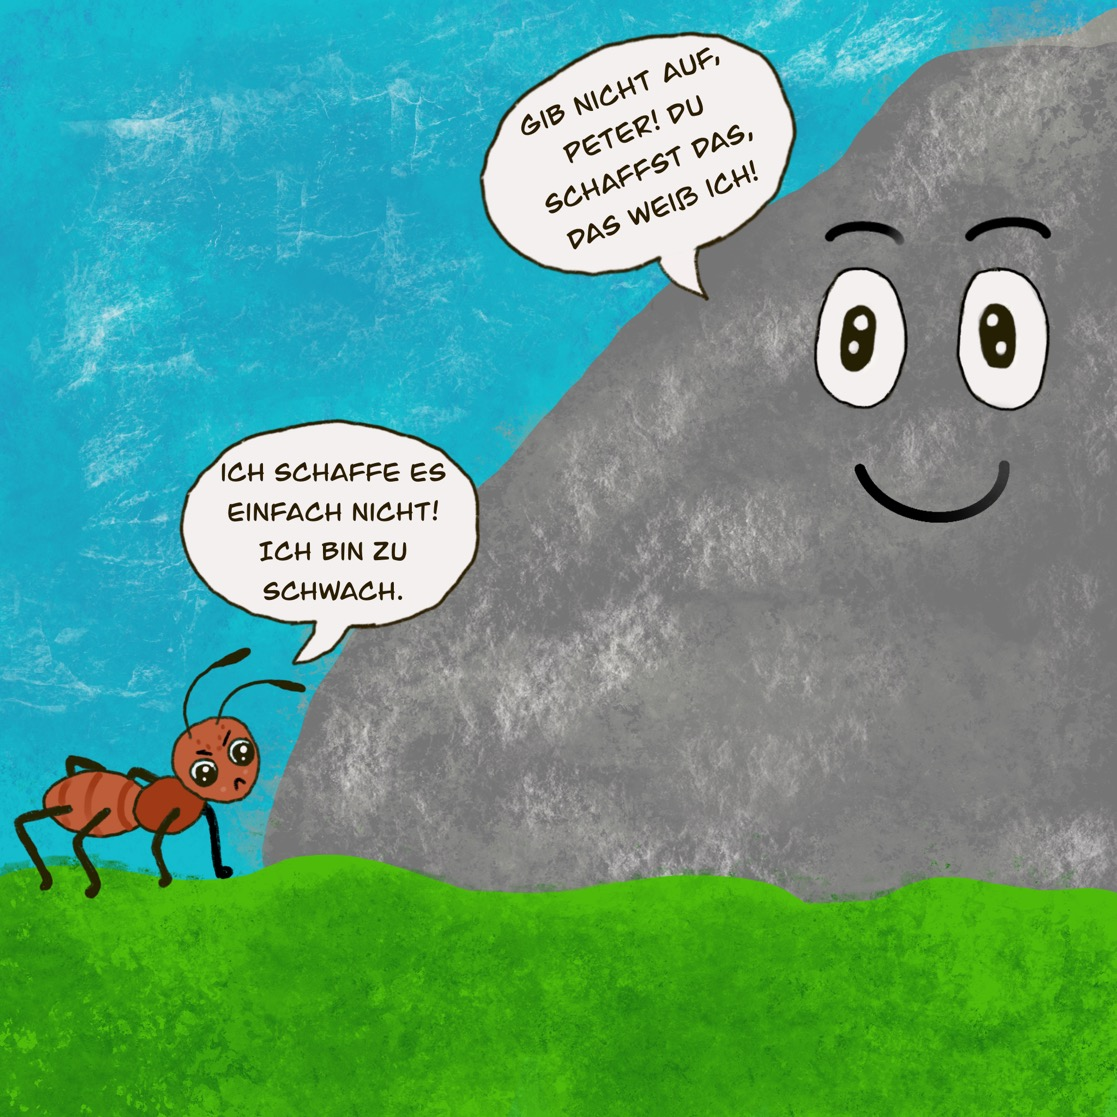 GIB NICHT AUF,
PETER! DU
SCHAFFST DAS,
DAS WEIß ICH!
ICH SCHAFFE ES
EINFACH NICHT!
ICH BIN ZU
SCHWACH.